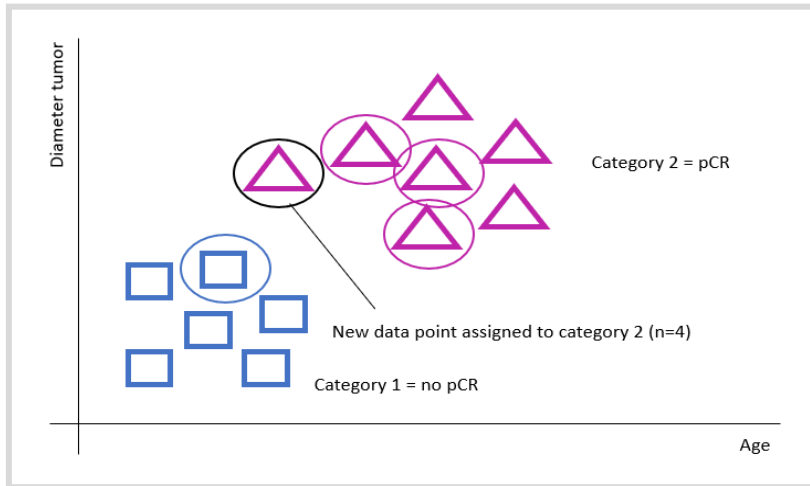 Diameter tumor
Category 2 = pCR
New data point assigned to category 2 (n=4)
Category 1 = no pCR
Age